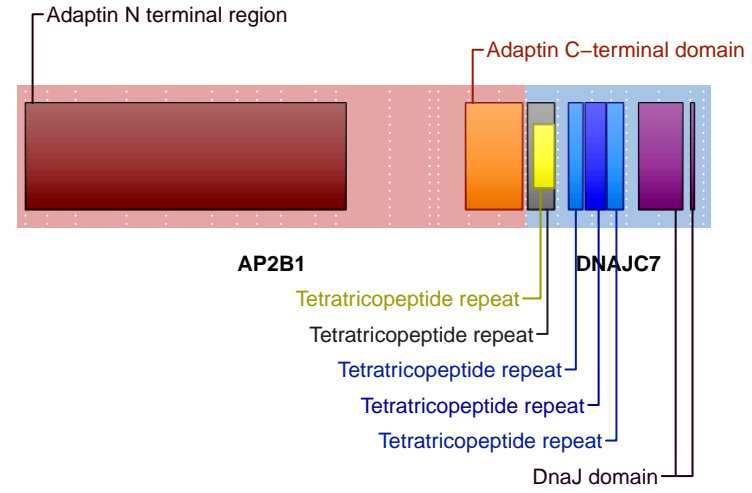 Adaptin N terminal region
Adaptin C−terminal domain
AP2B1
DNAJC7
Tetratricopeptide repeat
Tetratricopeptide repeat
Tetratricopeptide repeat
Tetratricopeptide repeat
Tetratricopeptide repeat
DnaJ domain